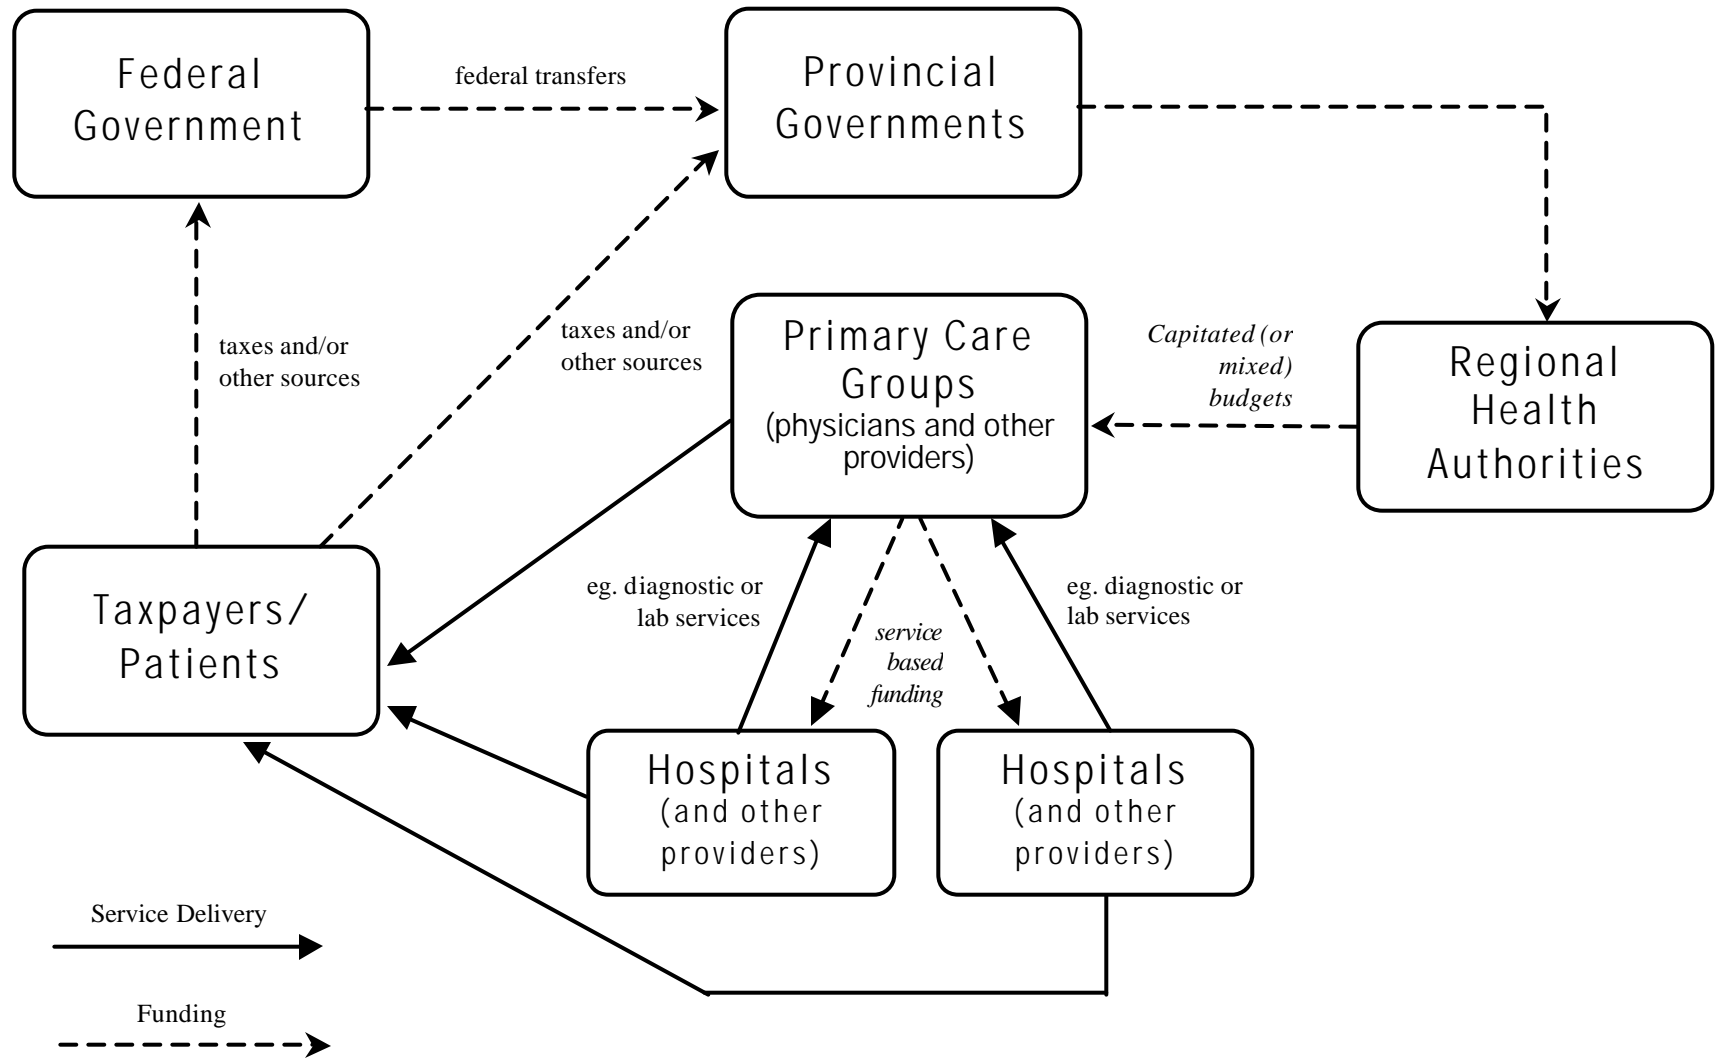 Federal
Government
federal transfers
Provincial
Governments
taxes and/or
other sources
taxes and/or
other sources
Primary Care
Groups
(physicians and other
providers)
Capitated (or
mixed)
budgets
Regional
Health
Authorities
Taxpayers/
Patients
eg. diagnostic or
lab services
service
based
funding
eg. diagnostic or
lab services
Hospitals
(and other
providers)
Hospitals
(and other
providers)
Service Delivery
Funding